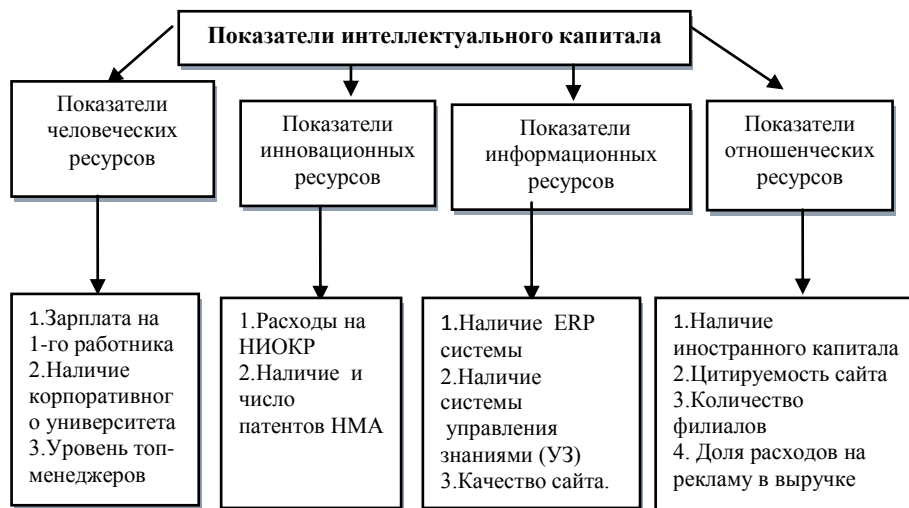 Показатели интеллектуального капитала
Показатели
человеческих
ресурсов
Показатели
инновационных
ресурсов
Показатели
информационных
ресурсов
Показатели
отношенческих
ресурсов
1.Зарплата на
1-го работника
2.Наличие
корпоративног
о университета
3.Уровень топ-
менеджеров
1.Расходы на
НИОКР
2.Наличие и
число
патентов НМА
1.Наличие ERP
системы
2.Наличие
системы
управления
знаниями (УЗ)
3.Качество сайта.
1.Наличие
иностранного капитала
2.Цитируемость сайта
3.Количество
филиалов
4. Доля расходов на
рекламу в выручке